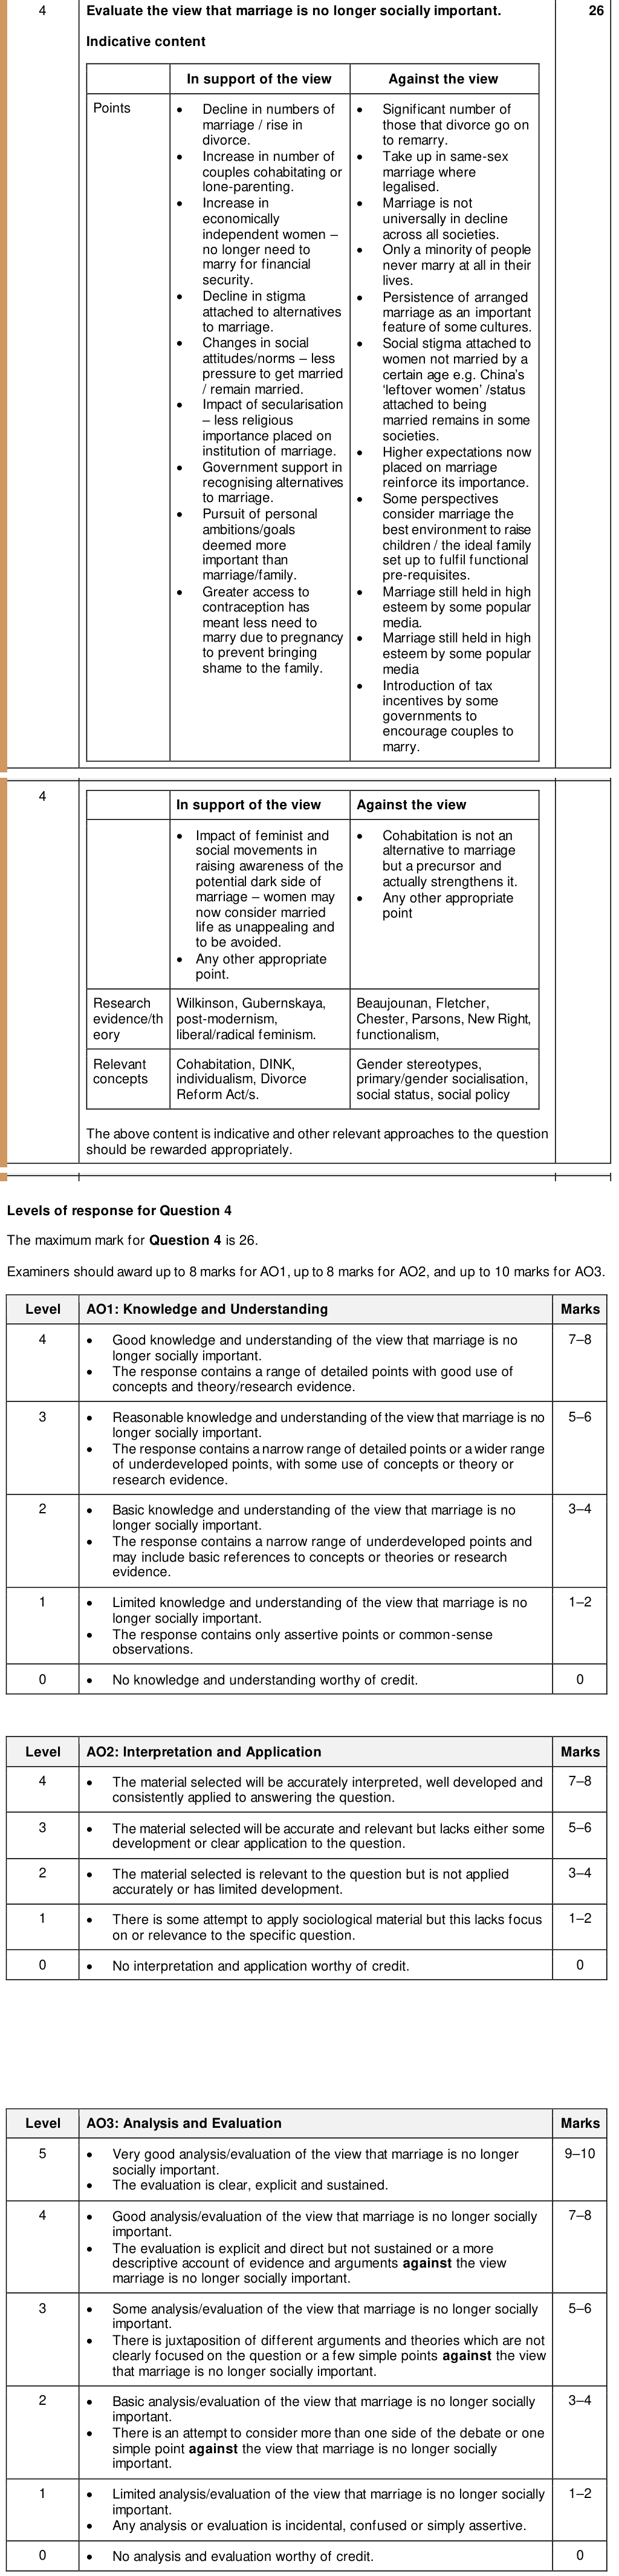 4
Evaluate the view that marriage is no longer socially important.
26
Indicative content
In support of the view
Against the view
Points
• Decline in numbers of
marriage / rise in
divorce.
• Increase in number of
couples cohabitating or
lone-parenting.
• Increase in
economically
independent women –
no longer need to
marry for financial
security.
• Decline in stigma
attached to alternatives
to marriage.
• Changes in social
attitudes/norms – less
pressure to get married
/ remain married.
• Impact of secularisation
– less religious
importance placed on
institution of marriage.
• Government support in
recognising alternatives
to marriage.
• Pursuit of personal
ambitions/goals
deemed more
important than
marriage/family.
• Greater access to
contraception has
meant less need to
marry due to pregnancy
to prevent bringing
shame to the family.
• Significant number of
those that divorce go on
to remarry.
• Take up in same-sex
marriage where
legalised.
• Marriage is not
universally in decline
across all societies.
• Only a minority of people
never marry at all in their
lives.
• Persistence of arranged
marriage as an important
feature of some cultures.
• Social stigma attached to
women not married by a
certain age e.g. China's
'leftover women' /status
attached to being
married remains in some
societies.
• Higher expectations now
placed on marriage
reinforce its importance.
• Some perspectives
consider marriage the
best environment to raise
children / the ideal family
set up to fulfil functional
pre-requisites.
• Marriage still held in high
esteem by some popular
media.
• Marriage still held in high
esteem by some popular
media
• Introduction of tax
incentives by some
governments to
encourage couples to
marry.
4
In support of the view
Against the view
• Impact of feminist and
social movements in
raising awareness of the
potential dark side of
marriage – women may
now consider married
life as unappealing and
to be avoided.
• Any other appropriate
point.
• Cohabitation is not an
alternative to marriage
but a precursor and
actually strengthens it.
• Any other appropriate
point
Research
evidence/th
eory
Wilkinson, Gubernskaya,
post-modernism,
liberal/radical feminism.
Beaujounan, Fletcher,
Chester, Parsons, New Right,
functionalism,
Relevant
concepts
Cohabitation, DINK,
individualism, Divorce
Reform Act/s.
Gender stereotypes,
primary/gender socialisation,
social status, social policy
The above content is indicative and other relevant approaches to the question
should be rewarded appropriately.
Levels of response for Question 4
The maximum mark for Question 4 is 26.
Examiners should award up to 8 marks for AO1, up to 8 marks for AO2, and up to 10 marks for AO3.
Level
AO1: Knowledge and Understanding
Marks
4
• Good knowledge and understanding of the view that marriage is no
longer socially important.
• The response contains a range of detailed points with good use of
concepts and theory/research evidence.
7–8
3
• Reasonable knowledge and understanding of the view that marriage is no
longer socially important.
• The response contains a narrow range of detailed points or a wider range
of underdeveloped points, with some use of concepts or theory or
research evidence.
5–6
2
• Basic knowledge and understanding of the view that marriage is no
longer socially important.
• The response contains a narrow range of underdeveloped points and
may include basic references to concepts or theories or research
evidence.
3–4
1
• Limited knowledge and understanding of the view that marriage is no
longer socially important.
• The response contains only assertive points or common-sense
observations.
1–2
0
• No knowledge and understanding worthy of credit.
0
Level
AO2: Interpretation and Application
Marks
4
• The material selected will be accurately interpreted, well developed and
consistently applied to answering the question.
7–8
3
• The material selected will be accurate and relevant but lacks either some
development or clear application to the question.
5–6
2
• The material selected is relevant to the question but is not applied
accurately or has limited development.
3–4
1
• There is some attempt to apply sociological material but this lacks focus
on or relevance to the specific question.
1–2
0
• No interpretation and application worthy of credit.
0
Level
AO3: Analysis and Evaluation
Marks
5
• Very good analysis/evaluation of the view that marriage is no longer
socially important.
• The evaluation is clear, explicit and sustained.
9–10
4
• Good analysis/evaluation of the view that marriage is no longer socially
important.
• The evaluation is explicit and direct but not sustained or a more
descriptive account of evidence and arguments against the view
marriage is no longer socially important.
7–8
3
• Some analysis/evaluation of the view that marriage is no longer socially
important.
• There is juxtaposition of different arguments and theories which are not
clearly focused on the question or a few simple points against the view
that marriage is no longer socially important.
5–6
2
• Basic analysis/evaluation of the view that marriage is no longer socially
important.
• There is an attempt to consider more than one side of the debate or one
simple point against the view that marriage is no longer socially
important.
3–4
1
• Limited analysis/evaluation of the view that marriage is no longer socially
important.
• Any analysis or evaluation is incidental, confused or simply assertive.
1–2
0
• No analysis and evaluation worthy of credit.
0